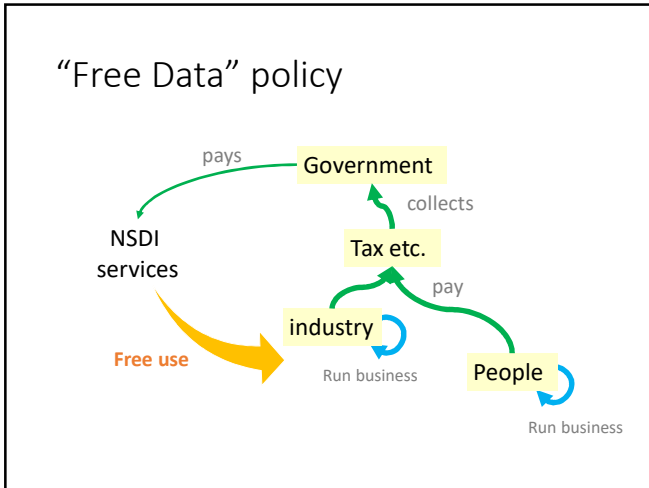 “Free Data” policy
pays
Government
collects
NSDI
services
Tax etc.
pay
industry
Free use
Run business
People
Run business